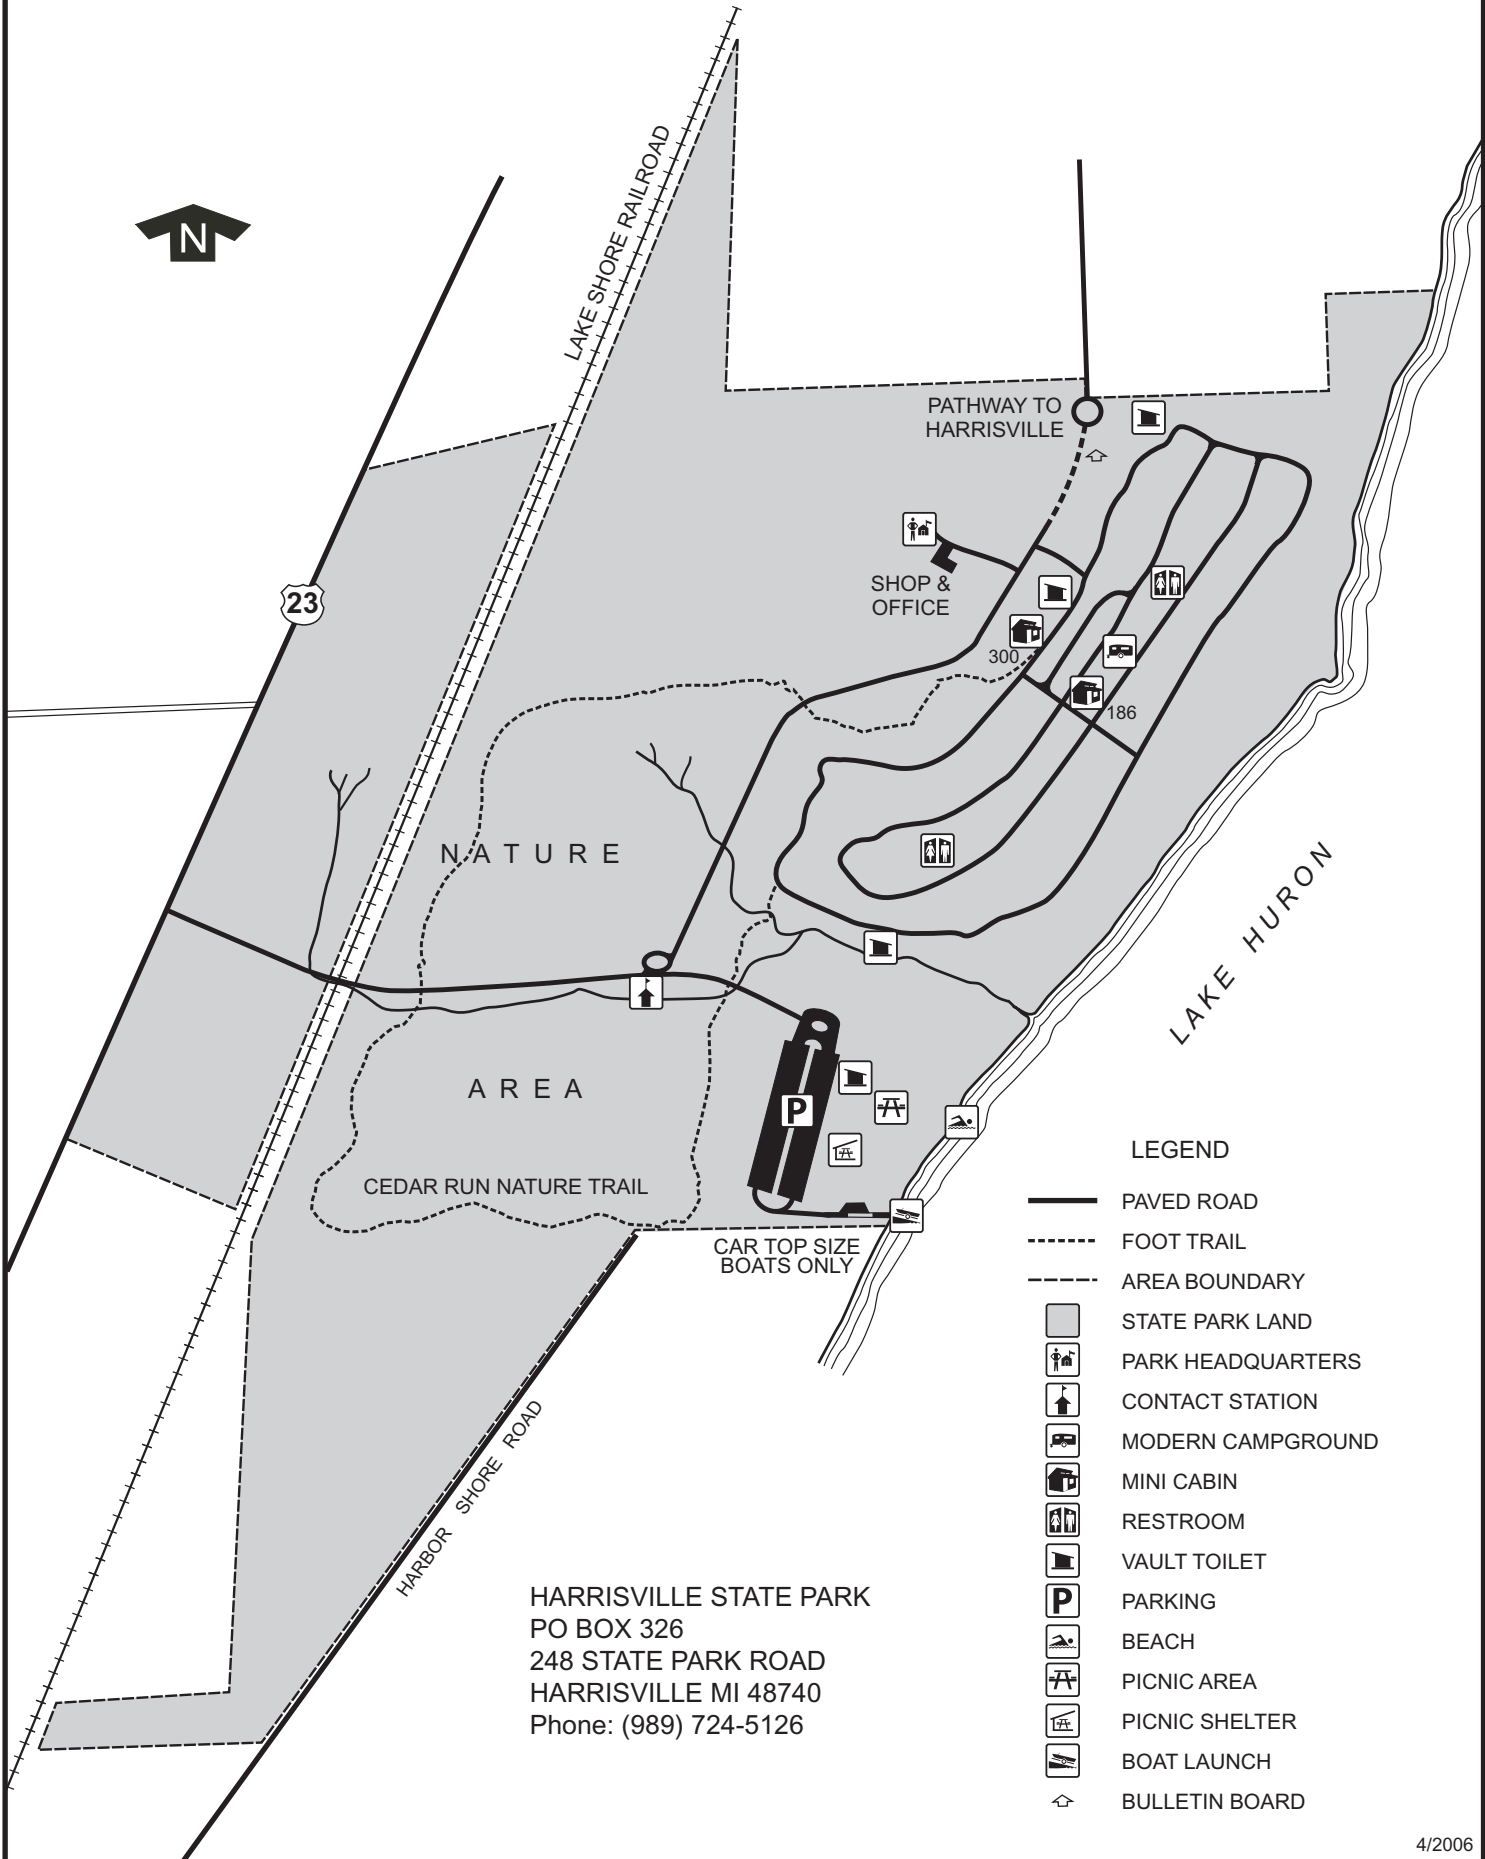 LAKE SHORE RAILROAD
N
PATHWAY TO
HARRISVILLE
SHOP &
OFFICE
23
300
186
NATURE
AREA
LAKE HURON
P
CEDAR RUN NATURE TRAIL
CAR TOP SIZE
BOATS ONLY
HARBOR SHORE ROAD
HARRISVILLE STATE PARK
PO BOX 326
248 STATE PARK ROAD
HARRISVILLE MI 48740
Phone: (989) 724-5126
LEGEND
PAVED ROAD
FOOT TRAIL
AREA BOUNDARY
STATE PARK LAND
PARK HEADQUARTERS
CONTACT STATION
MODERN CAMPGROUND
MINI CABIN
RESTROOM
VAULT TOILET
P PARKING
BEACH
PICNIC AREA
PICNIC SHELTER
BOAT LAUNCH
BULLETIN BOARD
4/2006